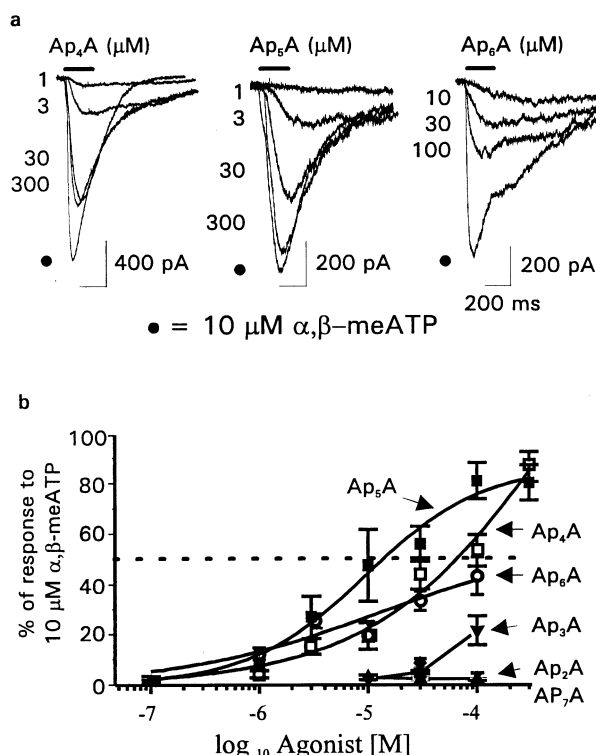 a
Ap₄A (μM) Ap₅A (μM) Ap₆A (μM)
1
3
30
300
400 pA
1
3
30
300
200 pA
10
30
100
200 pA
200 ms
● = 10 μM α,β–meATP
b
% of response to
10 μM α,β-meATP
100
80
60
40
20
0
Ap₅A
Ap₄A
Ap₆A
Ap₃A
Ap₂A
AP₇A
-7 -6 -5 -4
log ₁₀ Agonist [M]